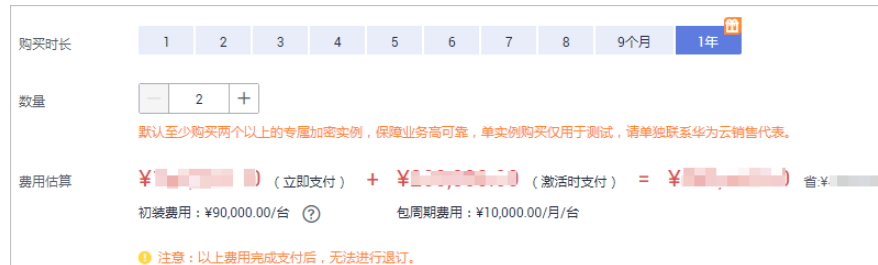 购买时长 1 2 3 4 5 6 7 8 9个月 1年
数量 2
默认至少购买两个以上的专属加密实例，保障业务高可靠，单实例购买仅用于测试，请单独联系华为云销售代表。
费用估算 ¥ （立即支付） + ¥ （激活时支付） = ¥ 省:¥
初装费用：¥90,000.00/台 ? 包周期费用：¥10,000.00/月/台
注意：以上费用完成支付后，无法进行退订。